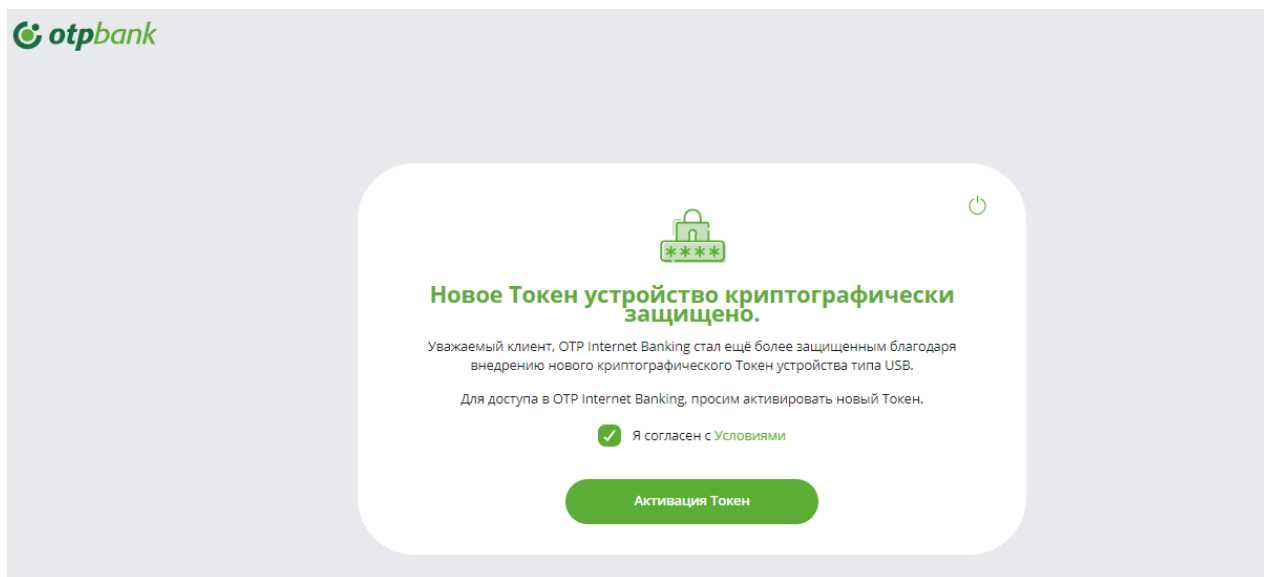 otpbank
****
Новое Токен устройство криптографически
защищено.
Уважаемый клиент, OTP Internet Banking стал ещё более защищенным благодаря
внедрению нового криптографического Токен устройства типа USB.
Для доступа в OTP Internet Banking, просим активировать новый Токен.
Я согласен с Условиями
Активация Токен